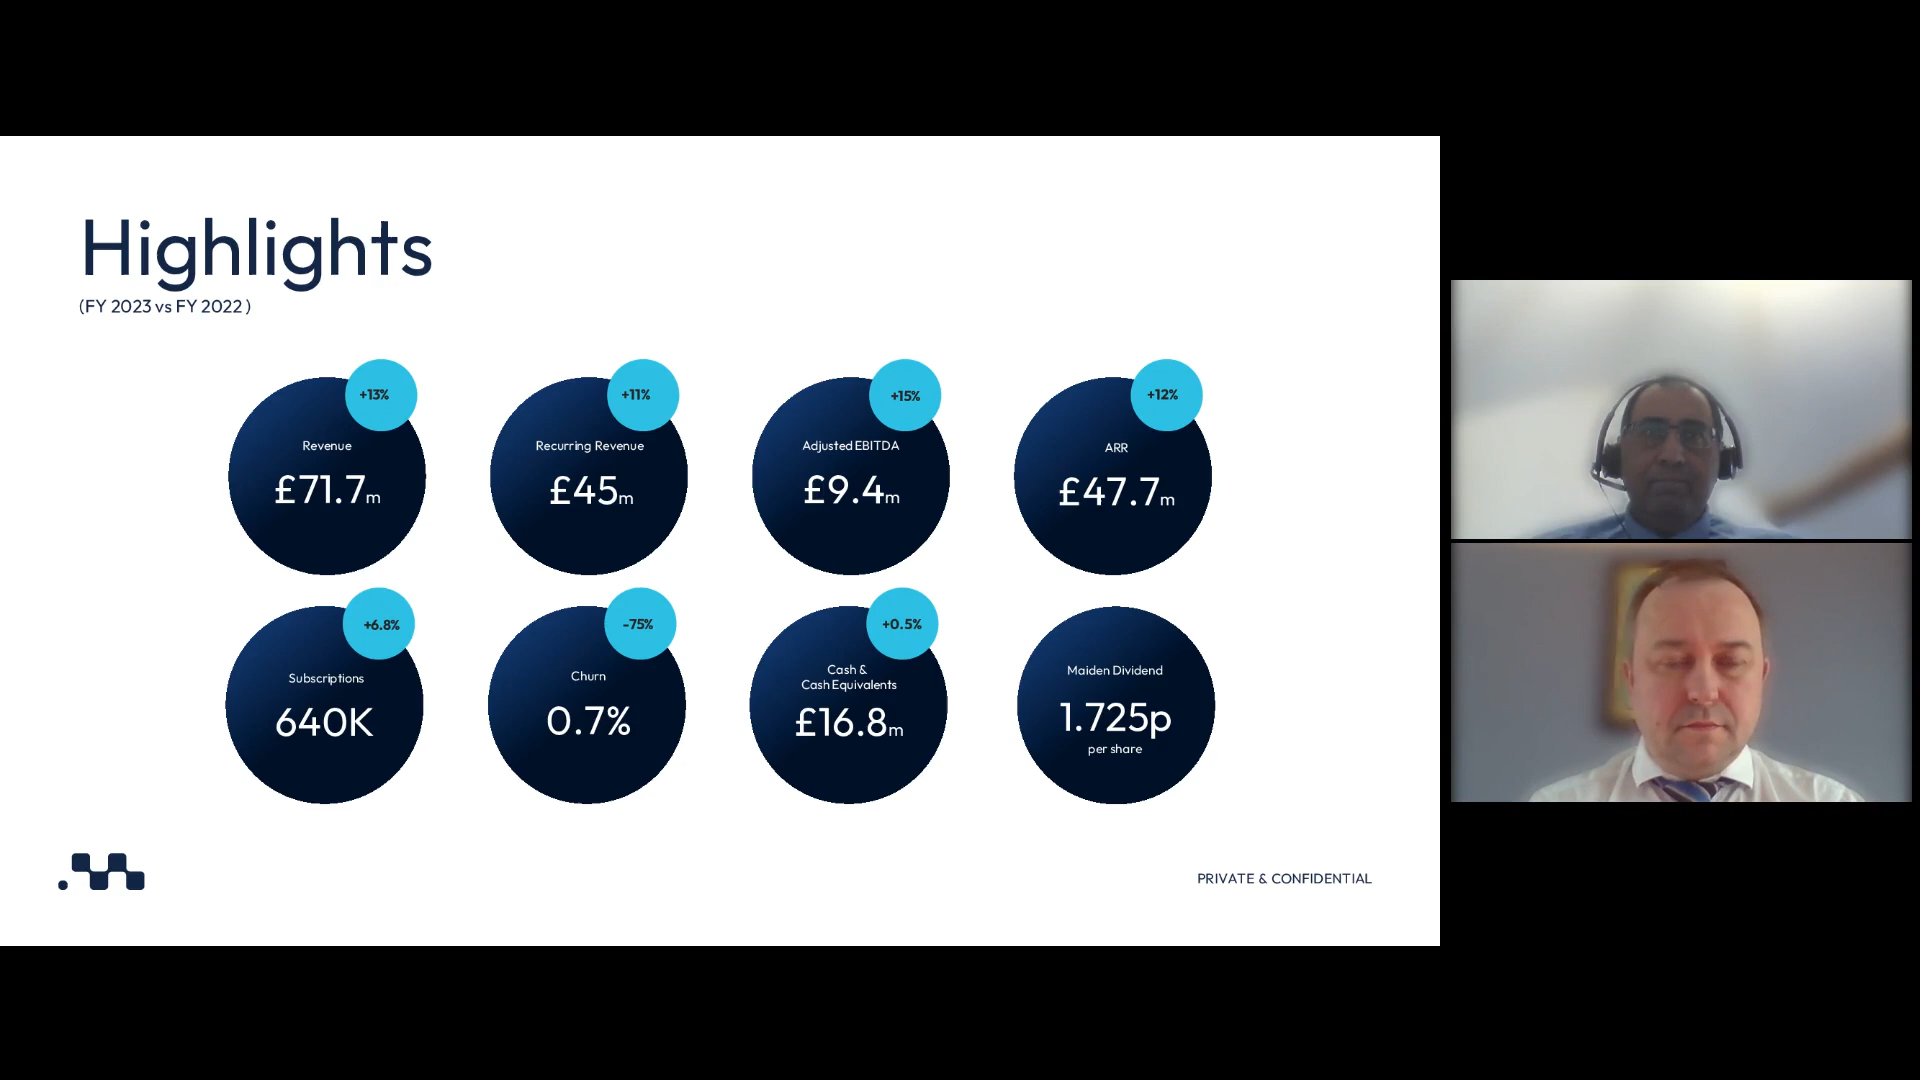 Highlights
(FY 2023 vs FY 2022 )
+13%
Revenue
£71.7m
+11%
Recurring Revenue
£45m
+15%
Adjusted EBITDA
£9.4m
+12%
ARR
£47.7m
+6.8%
Subscriptions
640K
-75%
Churn
0.7%
+0.5%
Cash &
Cash Equivalents
£16.8m
Maiden Dividend
1.725p
per share
PRIVATE & CONFIDENTIAL